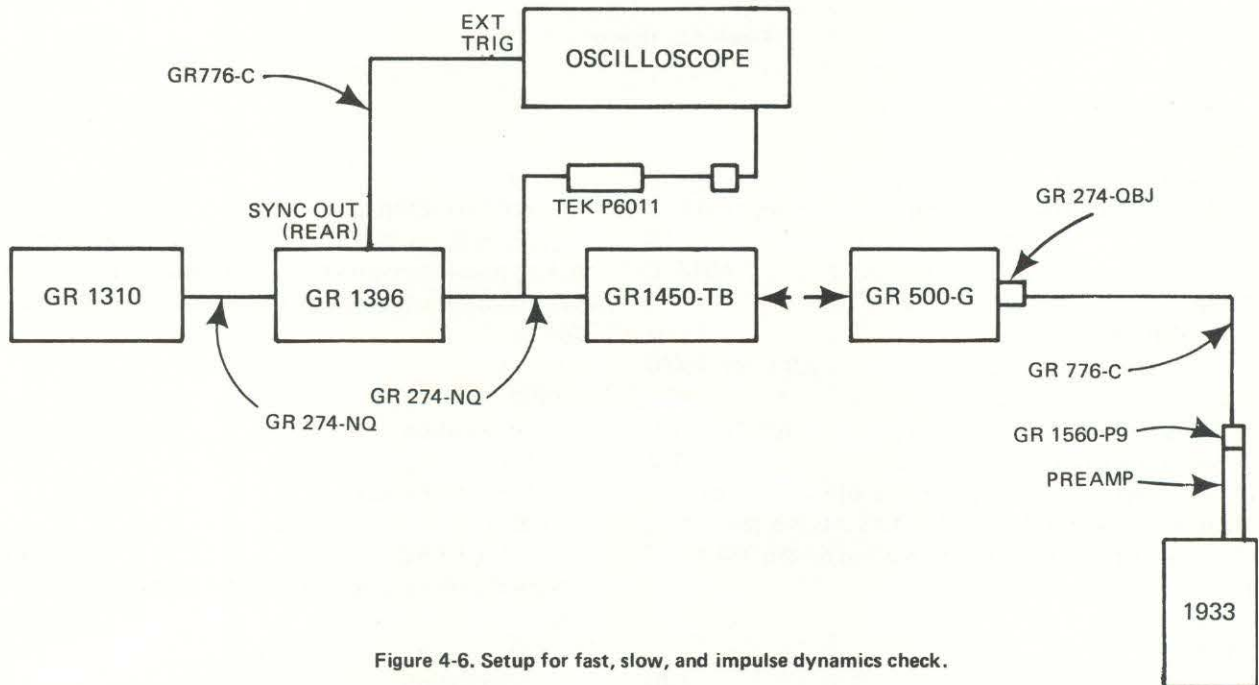 EXT
TRIG
OSCILLOSCOPE
GR776-C
TEK P6011
SYNC OUT
(REAR)
GR 274-QBJ
GR 1310
GR 1396
GR1450-TB
GR 500-G
GR 274-NQ
GR 274-NQ
GR 776-C
GR 1560-P9
PREAMP
1933
Figure 4-6. Setup for fast, slow, and impulse dynamics check.